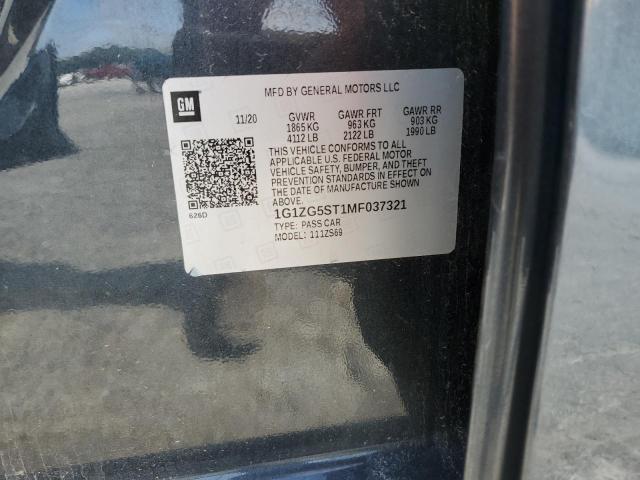 MFD BY GENERAL MOTORS LLC
GM
11/20
GVWR GAWR FRT GAWR RR
1865 KG 963 KG 903 KG
4112 LB 2122 LB 1990 LB
THIS VEHICLE CONFORMS TO ALL
APPLICABLE U.S. FEDERAL MOTOR
VEHICLE SAFETY, BUMPER, AND THEFT
PREVENTION STANDARDS IN EFFECT ON
THE DATE OF MANUFACTURE SHOWN
ABOVE.
626D
1G1ZG5ST1MF037321
TYPE: PASS CAR
MODEL: 111ZS69